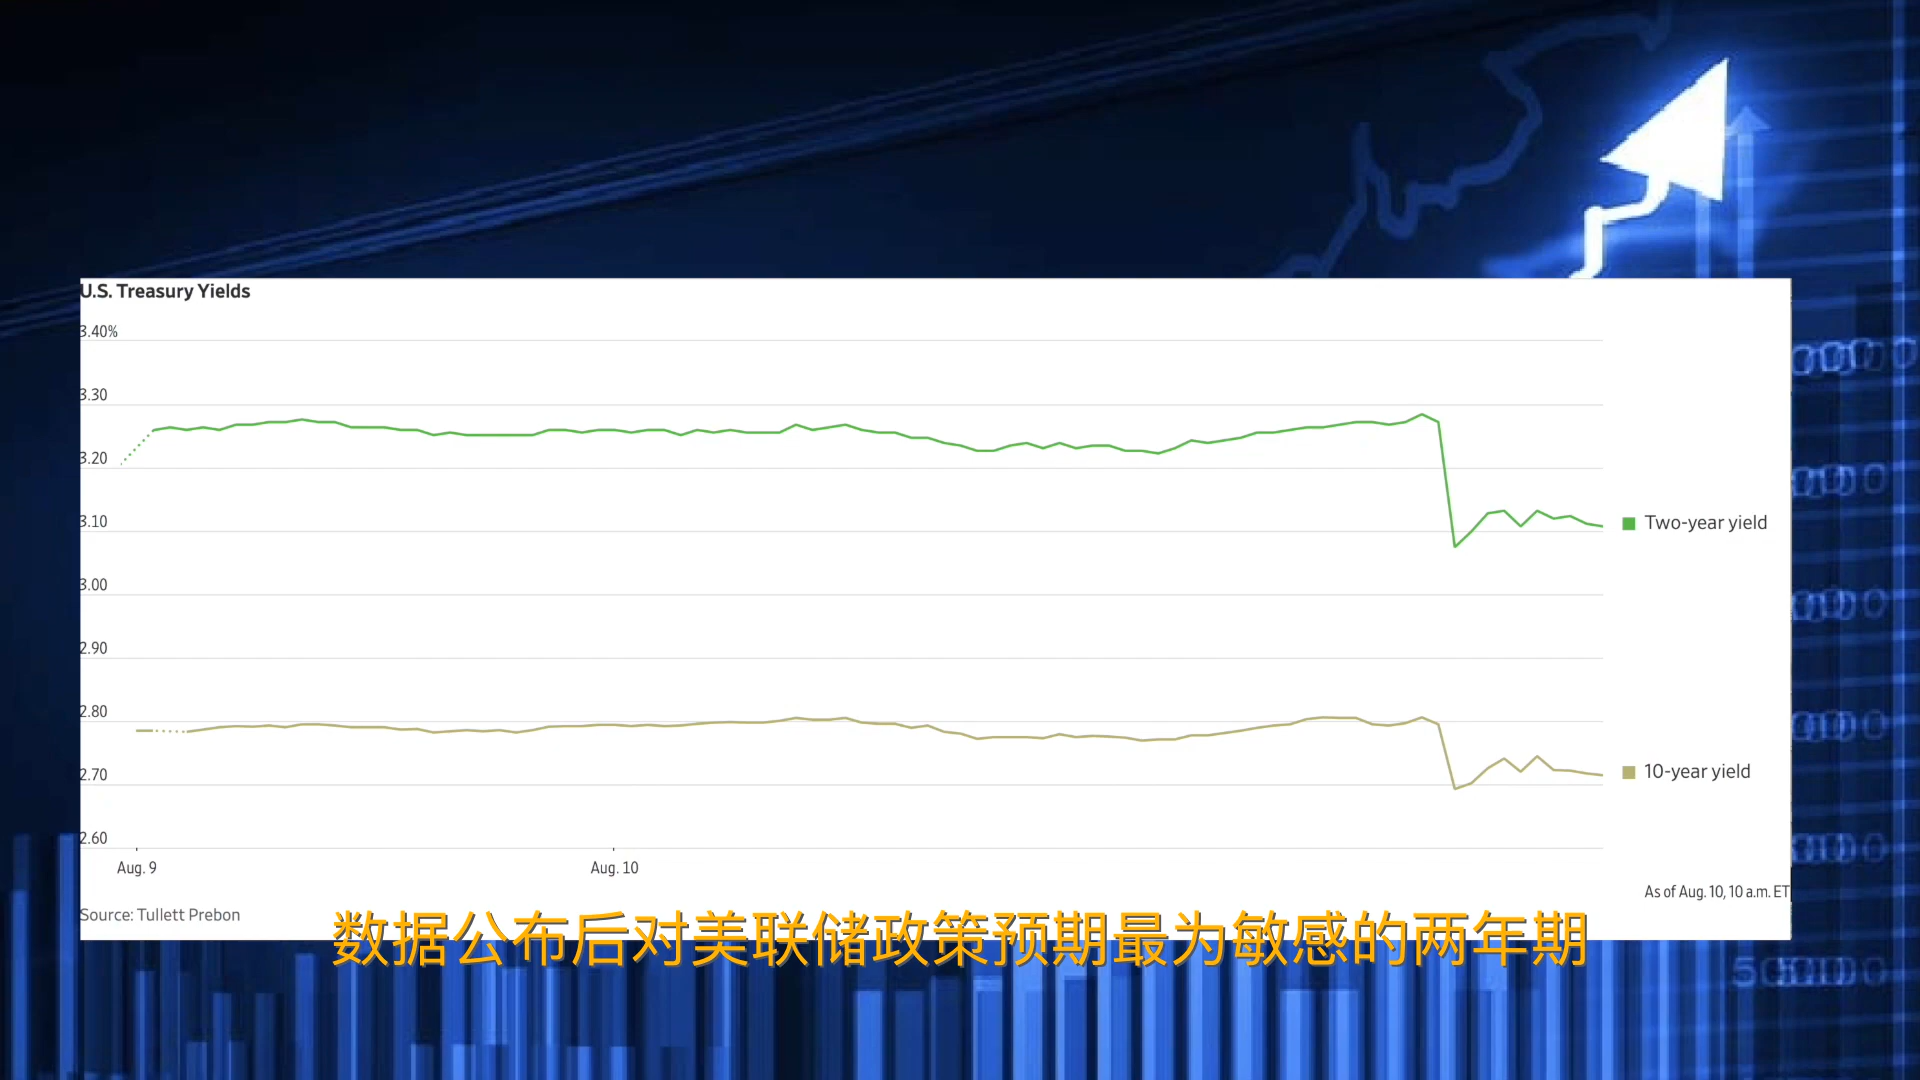 U.S. Treasury Yields
3.40%
3.30
3.20
3.10
3.00
2.90
2.80
2.70
2.60
Two-year yield
10-year yield
Aug. 9
Aug. 10
As of Aug. 10, 10 a.m. ET
Source: Tullett Prebon
数据公布后对美联储政策预期最为敏感的两年期